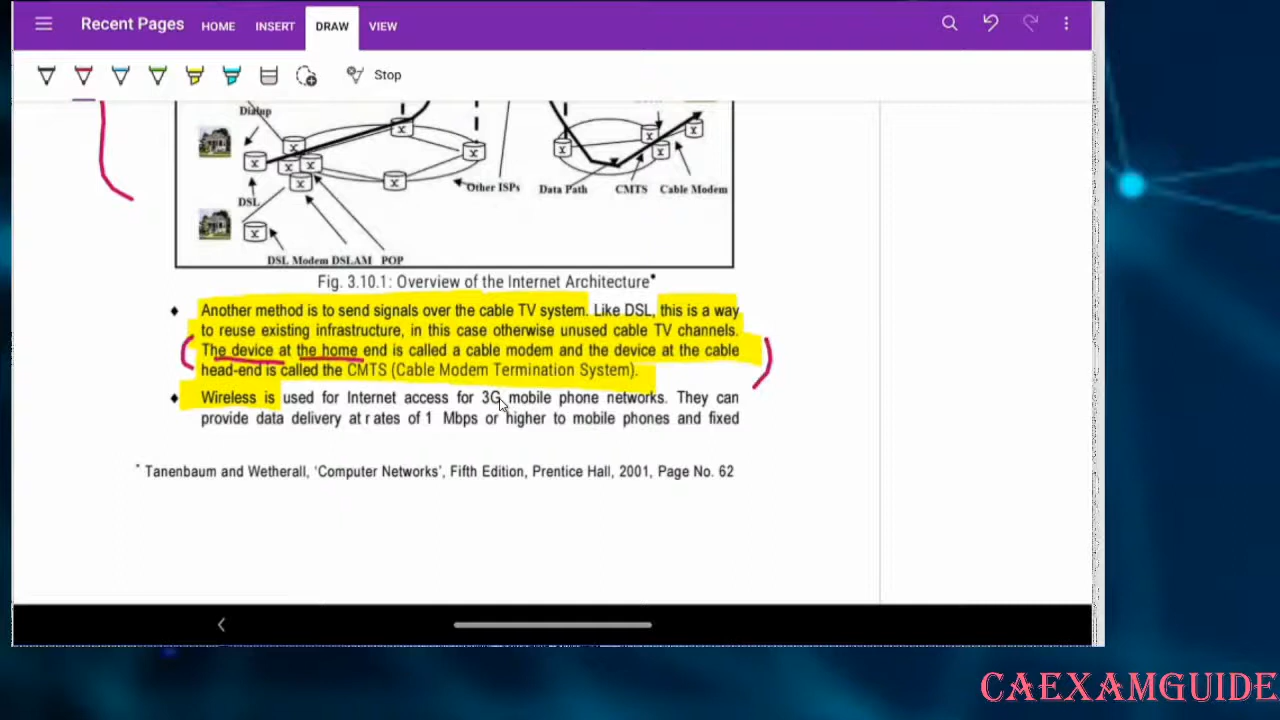 Recent Pages HOME INSERT DRAW VIEW
Stop
Dialup
X X X X X X X X X
Other ISPs Data Path CMTS Cable Modem
DSL
X X X X
DSL Modem DSLAM POP
Fig. 3.10.1: Overview of the Internet Architecture*
♦ Another method is to send signals over the cable TV system. Like DSL, this is a way
to reuse existing infrastructure, in this case otherwise unused cable TV channels.
The device at the home end is called a cable modem and the device at the cable
head-end is called the CMTS (Cable Modem Termination System).
♦ Wireless is used for Internet access for 3G mobile phone networks. They can
provide data delivery at r ates of 1 Mbps or higher to mobile phones and fixed
* Tanenbaum and Wetherall, 'Computer Networks', Fifth Edition, Prentice Hall, 2001, Page No. 62
CAEXAMGUIDE